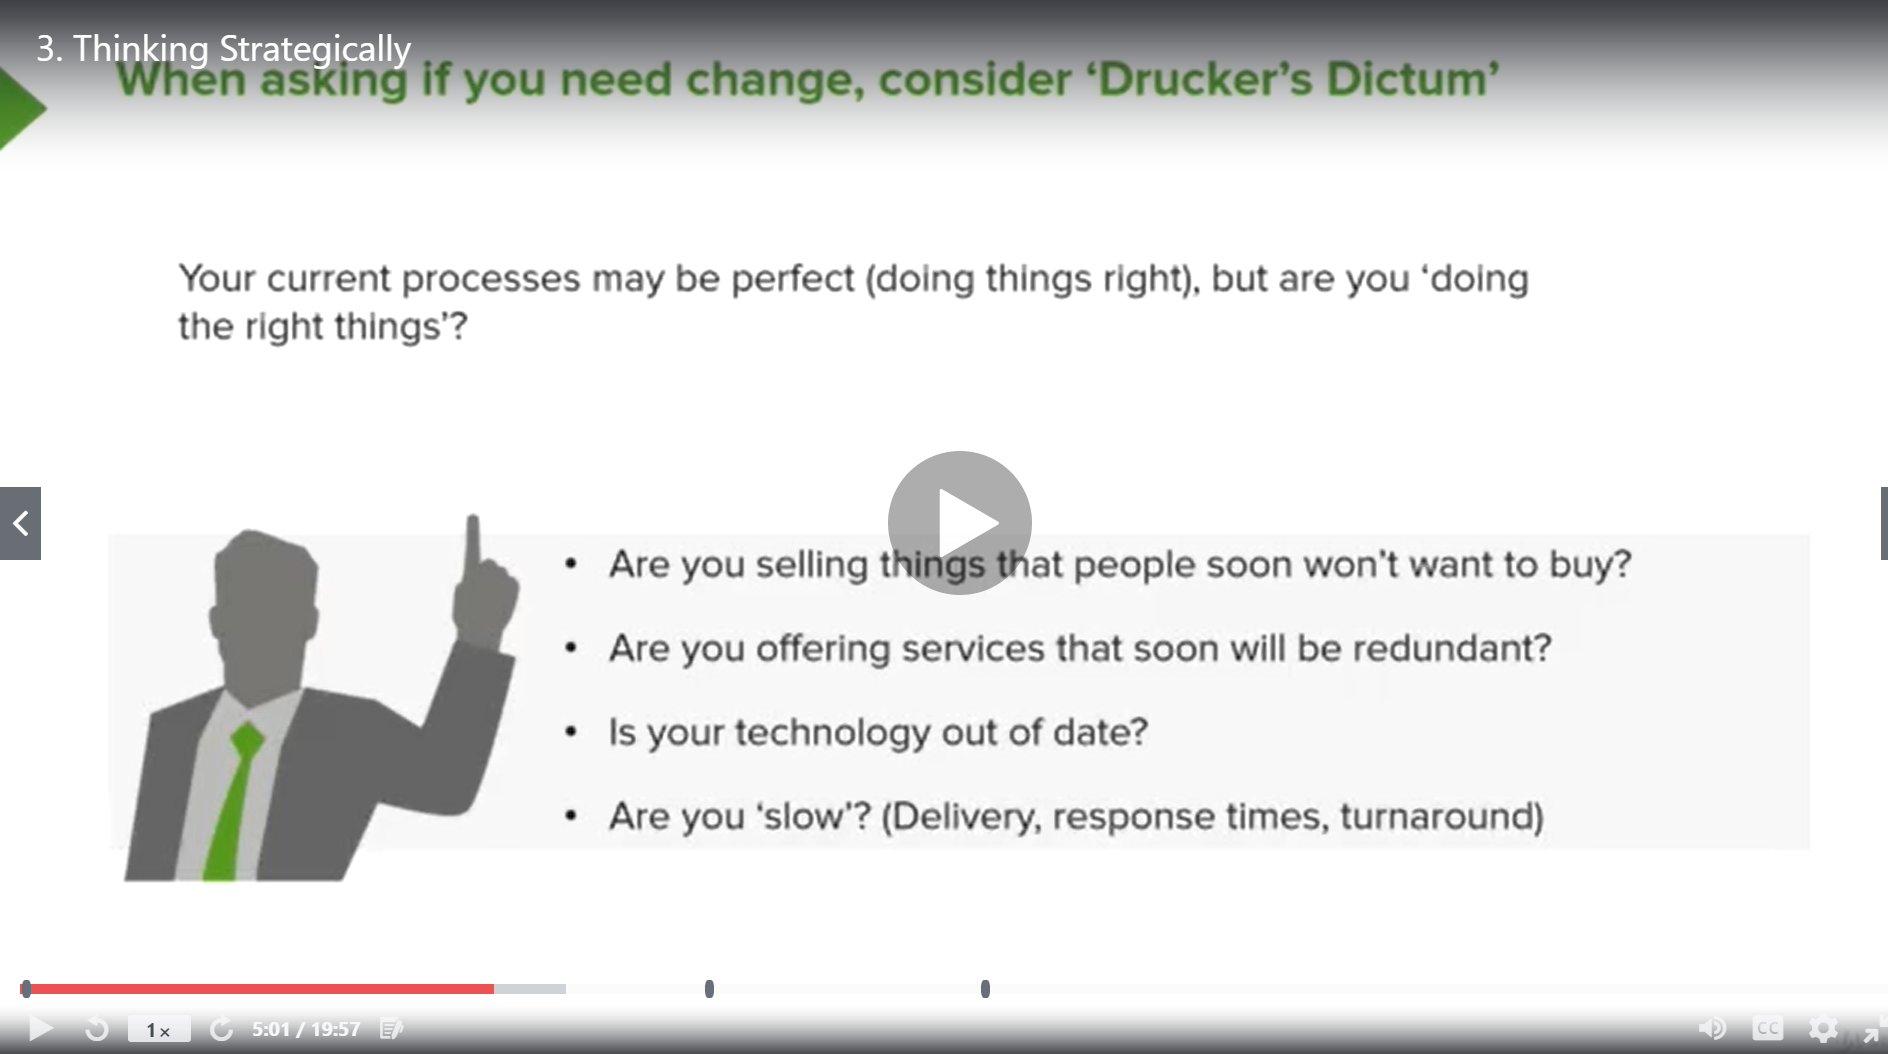 3. Thinking Strategically
When asking if you need change, consider ‘Drucker’s Dictum’
Your current processes may be perfect (doing things right), but are you ‘doing
the right things’?
• Are you selling things that people soon won’t want to buy?
• Are you offering services that soon will be redundant?
• Is your technology out of date?
• Are you ‘slow’? (Delivery, response times, turnaround)
1x
5:01 / 19:57
CC